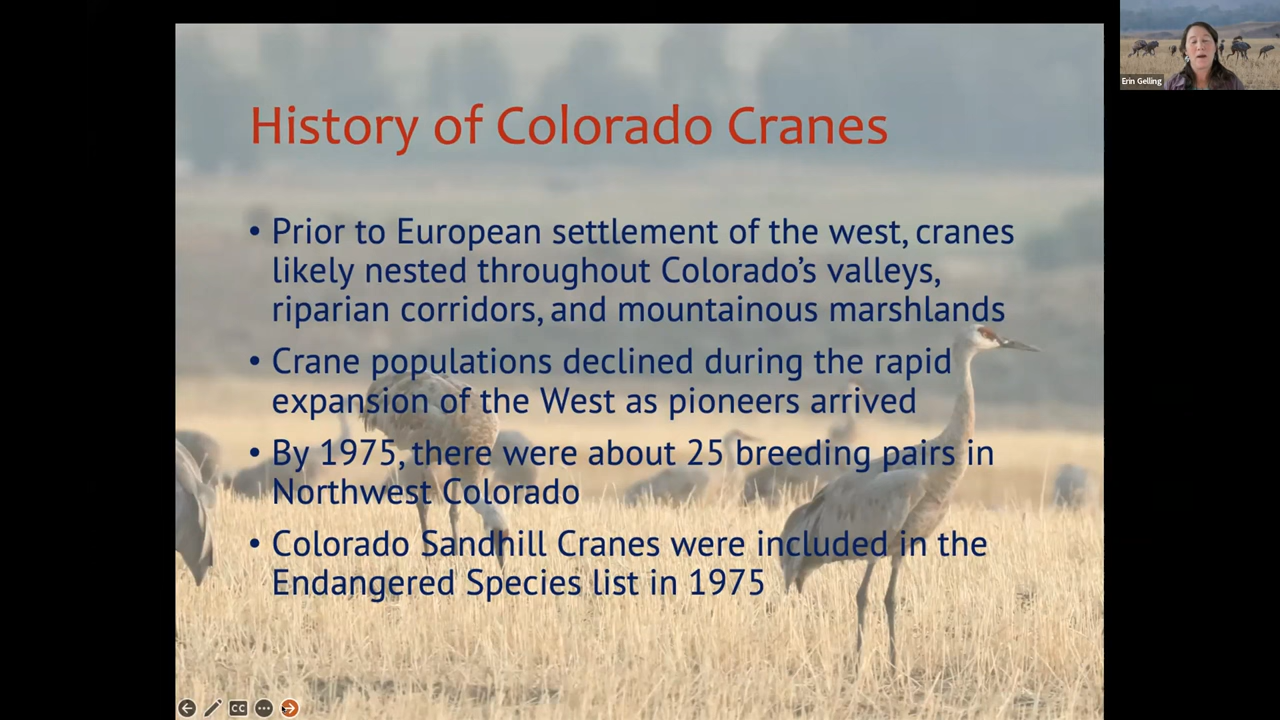 History of Colorado Cranes
• Prior to European settlement of the west, cranes
likely nested throughout Colorado's valleys,
riparian corridors, and mountainous marshlands
• Crane populations declined during the rapid
expansion of the West as pioneers arrived
• By 1975, there were about 25 breeding pairs in
Northwest Colorado
• Colorado Sandhill Cranes were included in the
Endangered Species list in 1975
Erin Gelling
CC